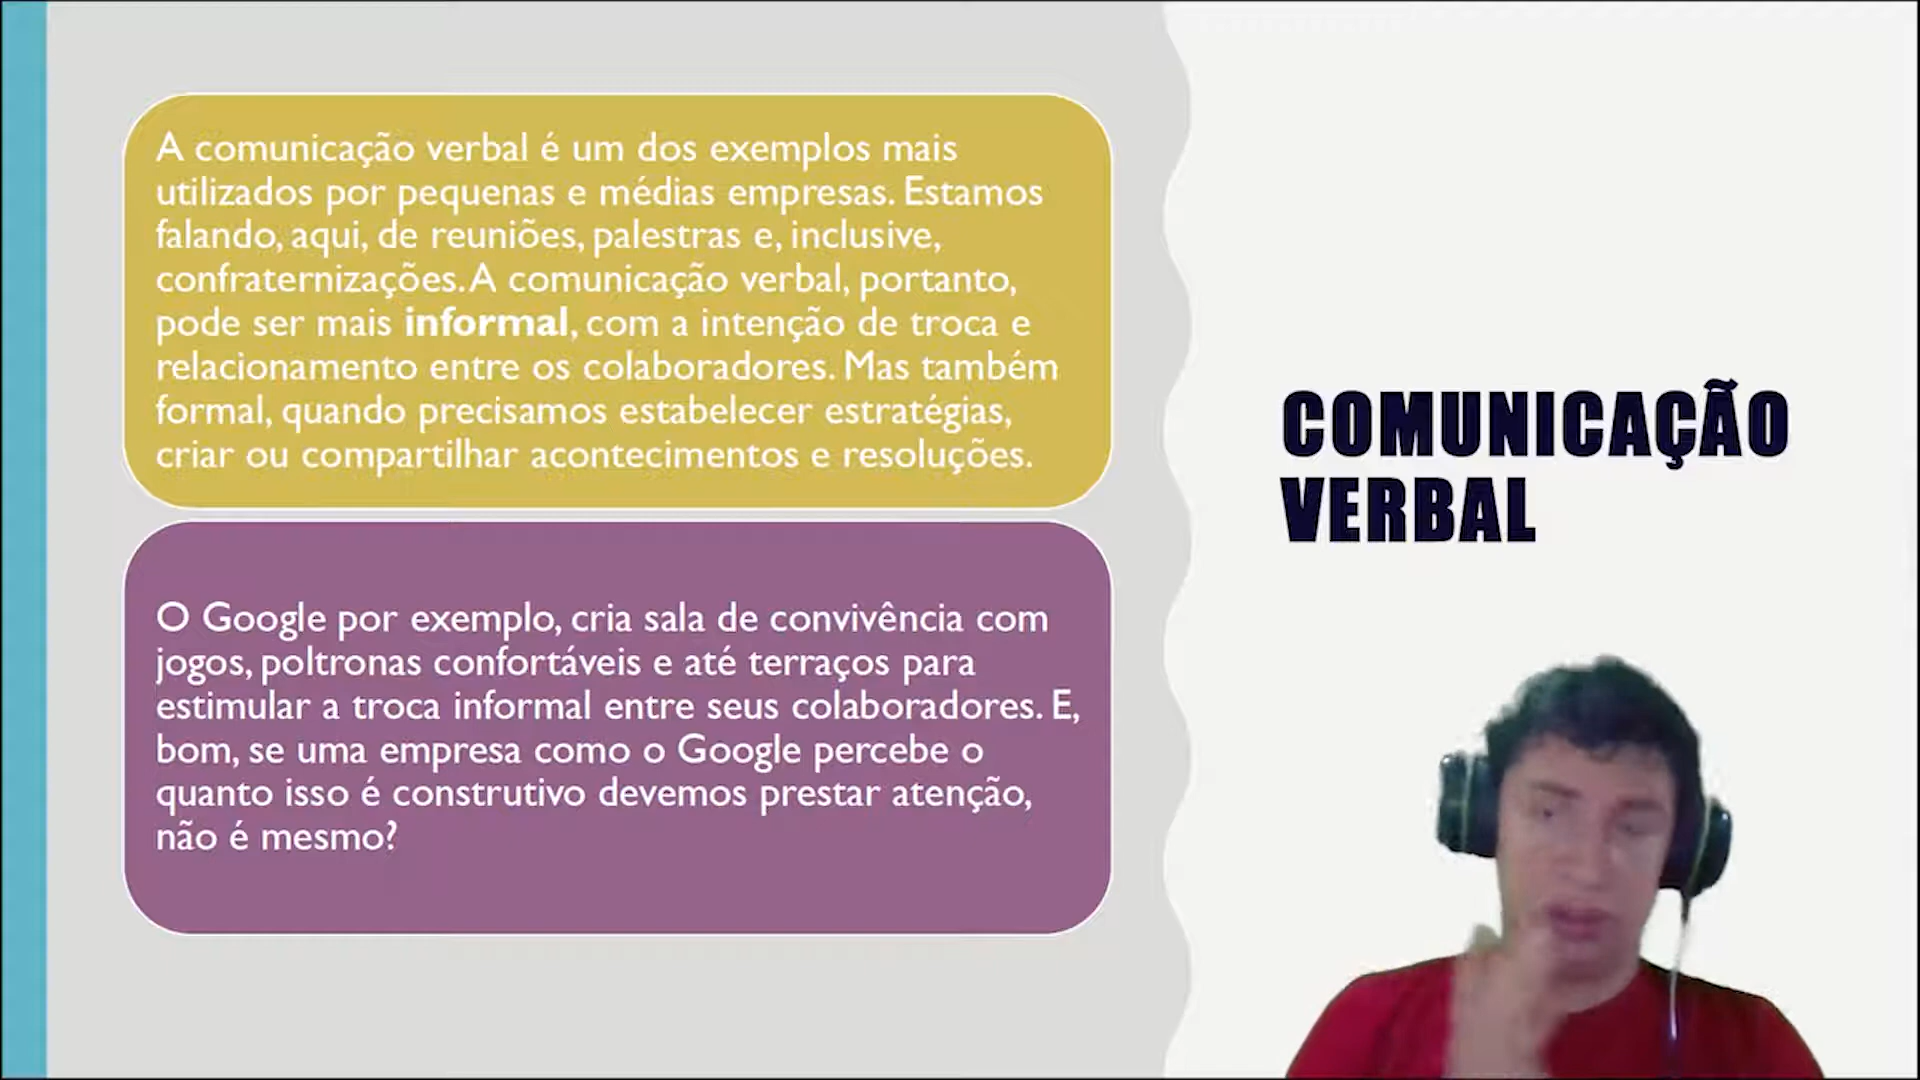 A comunicação verbal é um dos exemplos mais
utilizados por pequenas e médias empresas. Estamos
falando, aqui, de reuniões, palestras e, inclusive,
confraternizações. A comunicação verbal, portanto,
pode ser mais informal, com a intenção de troca e
relacionamento entre os colaboradores. Mas também
formal, quando precisamos estabelecer estratégias,
criar ou compartilhar acontecimentos e resoluções.
O Google por exemplo, cria sala de convivência com
jogos, poltronas confortáveis e até terraços para
estimular a troca informal entre seus colaboradores. E,
bom, se uma empresa como o Google percebe o
quanto isso é construtivo devemos prestar atenção,
não é mesmo?
COMUNICAÇÃO
VERBAL